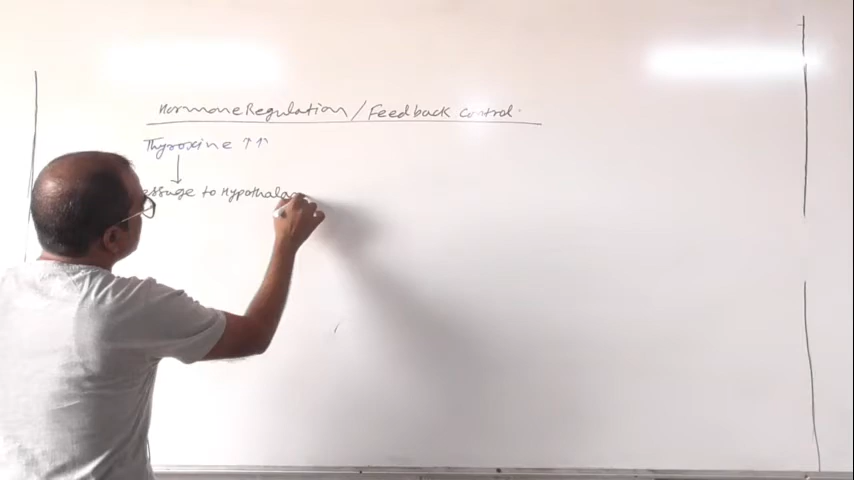 Hormone Regulation / Feedback control.
Thyroxine ↑↑
↓
essage to Hypothala